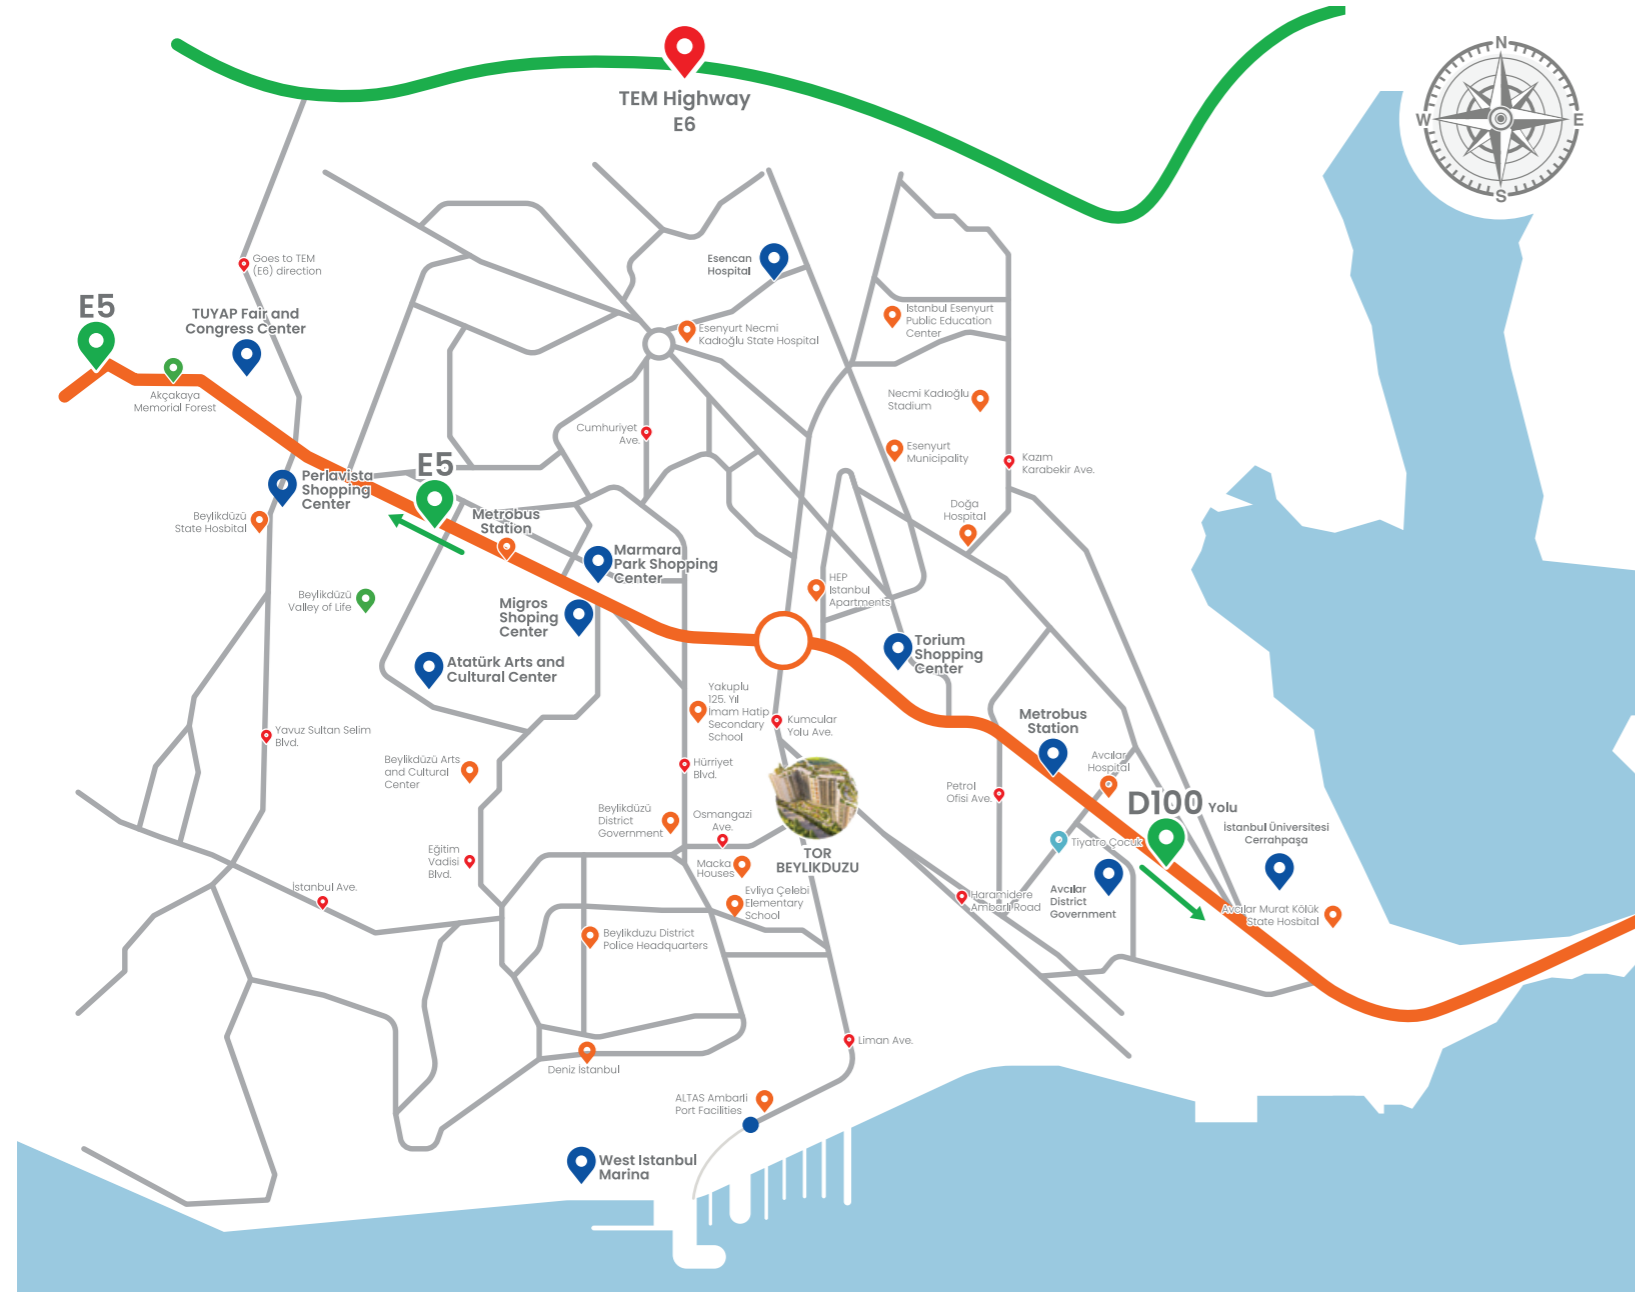 N
W
E
S
TEM Highway
E6
Goes to TEM
(E6) direction
Esencan
Hospital
E5
TUYAP Fair and
Congress Center
Istanbul Esenyurt
Public Education
Center
Esenyurt Necmi
Kadıoğlu State Hospital
Akçakaya
Memorial Forest
Necmi Kadıoğlu
Stadium
Cumhuriyet
Ave.
Esenyurt
Municipality
Kazım
Karabekir Ave.
E5
Perlavista
Shopping
Center
Metrobus
Station
Beylikdüzü
State Hosbital
Doğa
Hospital
Marmara
Park Shopping
Center
HEP
Istanbul
Apartments
Beylikdüzü
Valley of Life
Migros
Shoping
Center
Torium
Shopping
Center
Atatürk Arts and
Cultural Center
Yakuplu
125. Yıl
İmam Hatip
Secondary
School
Kumcular
Yolu Ave.
Metrobus
Station
Yavuz Sultan Selim
Blvd.
Beylikdüzü Arts
and Cultural
Center
Hürriyet
Blvd.
Avcılar
Hospital
Petrol
Ofisi Ave.
D100 Yolu
Beylikdüzü
District
Government
Osmangazi
Ave.
İstanbul Üniversitesi
Cerrahpaşa
Tiyatro Çocuk
Eğitim
Vadisi
Blvd.
TOR
BEYLIKDUZU
Macka
Houses
İstanbul Ave.
Evliya Çelebi
Elementary
School
Haramidere
Ambarlı Road
Avcılar
District
Government
Avcılar Murat Kölük
State Hosbital
Beylikduzu District
Police Headquarters
Liman Ave.
Deniz İstanbul
ALTAS Ambarlı
Port Facilities
West Istanbul
Marina